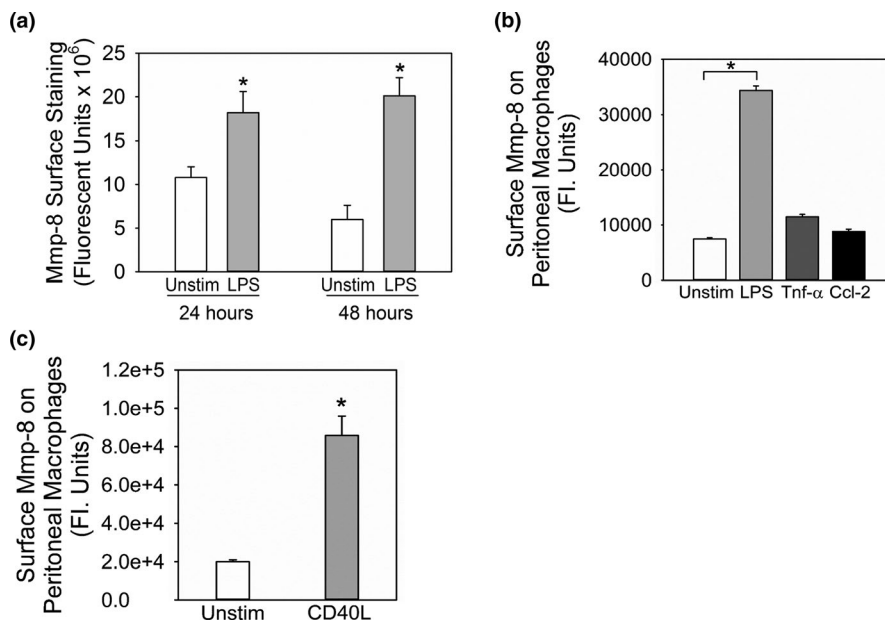 (a)
Mmp-8 Surface Staining
(Fluorescent Units x 10⁶)
25
20
15
10
5
0
*
*
Unstim LPS
Unstim LPS
24 hours
48 hours
(b)
Surface Mmp-8 on
Peritoneal Macrophages
(Fl. Units)
40000
30000
20000
10000
0
*
Unstim LPS Tnf-α Ccl-2
(c)
Surface Mmp-8 on
Peritoneal Macrophages
(Fl. Units)
1.2e+5
1.0e+5
8.0e+4
6.0e+4
4.0e+4
2.0e+4
0.0
*
Unstim CD40L